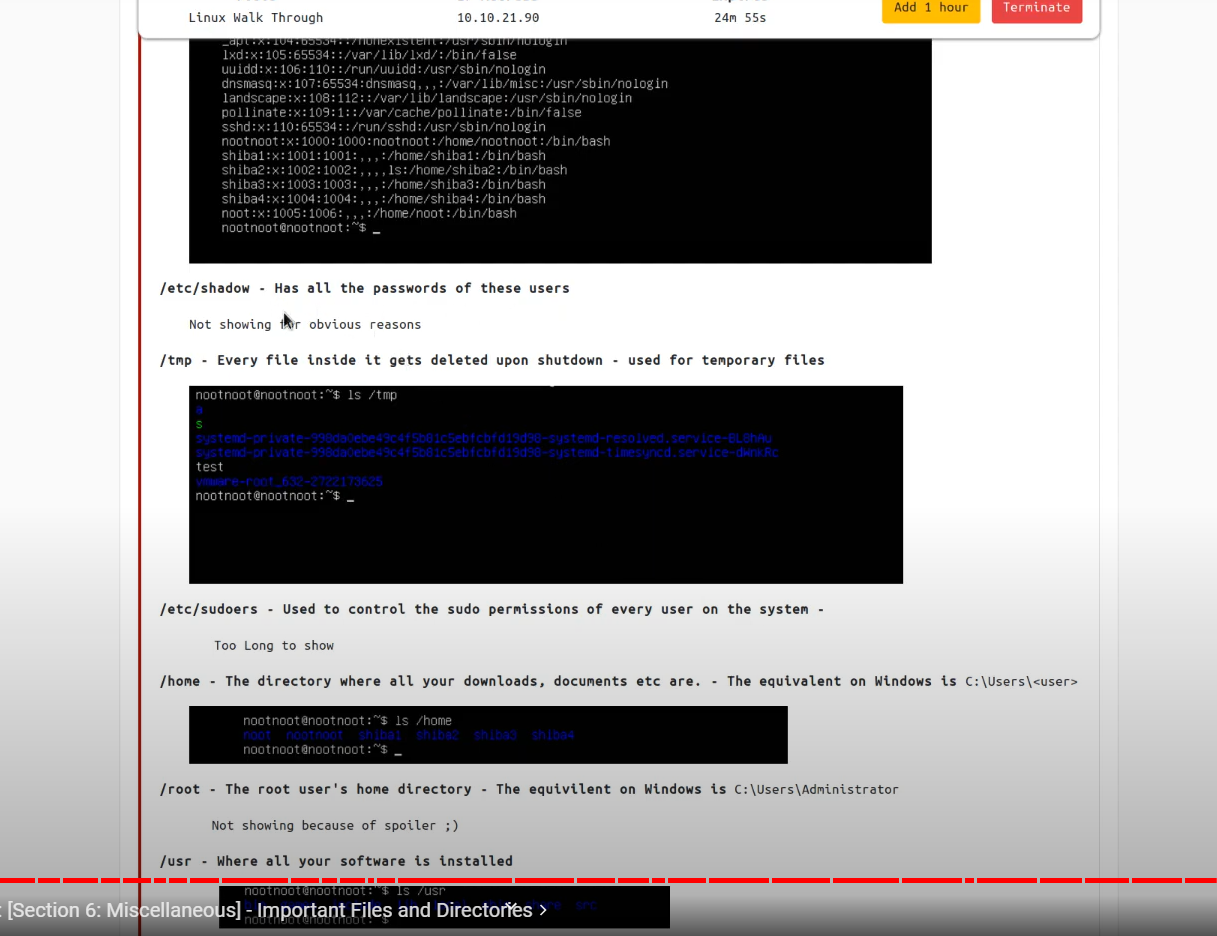 Linux Walk Through 10.10.21.90 24m 55s
Add 1 hour Terminate
_apt:x:104:65534::/nonexistent:/usr/sbin/nologin
lxd:x:105:65534::/var/lib/lxd/:/bin/false
uuidd:x:106:110::/run/uuidd:/usr/sbin/nologin
dnsmasq:x:107:65534:dnsmasq,,,:/var/lib/misc:/usr/sbin/nologin
landscape:x:108:112::/var/lib/landscape:/usr/sbin/nologin
pollinate:x:109:1::/var/cache/pollinate:/bin/false
sshd:x:110:65534::/run/sshd:/usr/sbin/nologin
nootnoot:x:1000:1000:nootnoot:/home/nootnoot:/bin/bash
shiba1:x:1001:1001:,,,:/home/shiba1:/bin/bash
shiba2:x:1002:1002:,,,,ls:/home/shiba2:/bin/bash
shiba3:x:1003:1003:,,,:/home/shiba3:/bin/bash
shiba4:x:1004:1004:,,,:/home/shiba4:/bin/bash
noot:x:1005:1006:,,,:/home/noot:/bin/bash
nootnoot@nootnoot:~$ _
/etc/shadow - Has all the passwords of these users
Not showing for obvious reasons
/tmp - Every file inside it gets deleted upon shutdown - used for temporary files
nootnoot@nootnoot:~$ ls /tmp
a
s
systemd-private-998da0ebe49c4f5b81c5ebfcbfd19d98-systemd-resolved.service-BL0hAu
systemd-private-998da0ebe49c4f5b81c5ebfcbfd19d98-systemd-timesyncd.service-dWnkRc
test
vmware-root_632-2722173625
nootnoot@nootnoot:~$ _
/etc/sudoers - Used to control the sudo permissions of every user on the system -
Too Long to show
/home - The directory where all your downloads, documents etc are. - The equivalent on Windows is C:\Users\<user>
nootnoot@nootnoot:~$ ls /home
noot nootnoot shiba1 shiba2 shiba3 shiba4
nootnoot@nootnoot:~$ _
/root - The root user's home directory - The equivilent on Windows is C:\Users\Administrator
Not showing because of spoiler ;)
/usr - Where all your software is installed
nootnoot@nootnoot:~$ ls /usr
src
[Section 6: Miscellaneous] - Important Files and Directories
nootnoot@nootnoot:~$